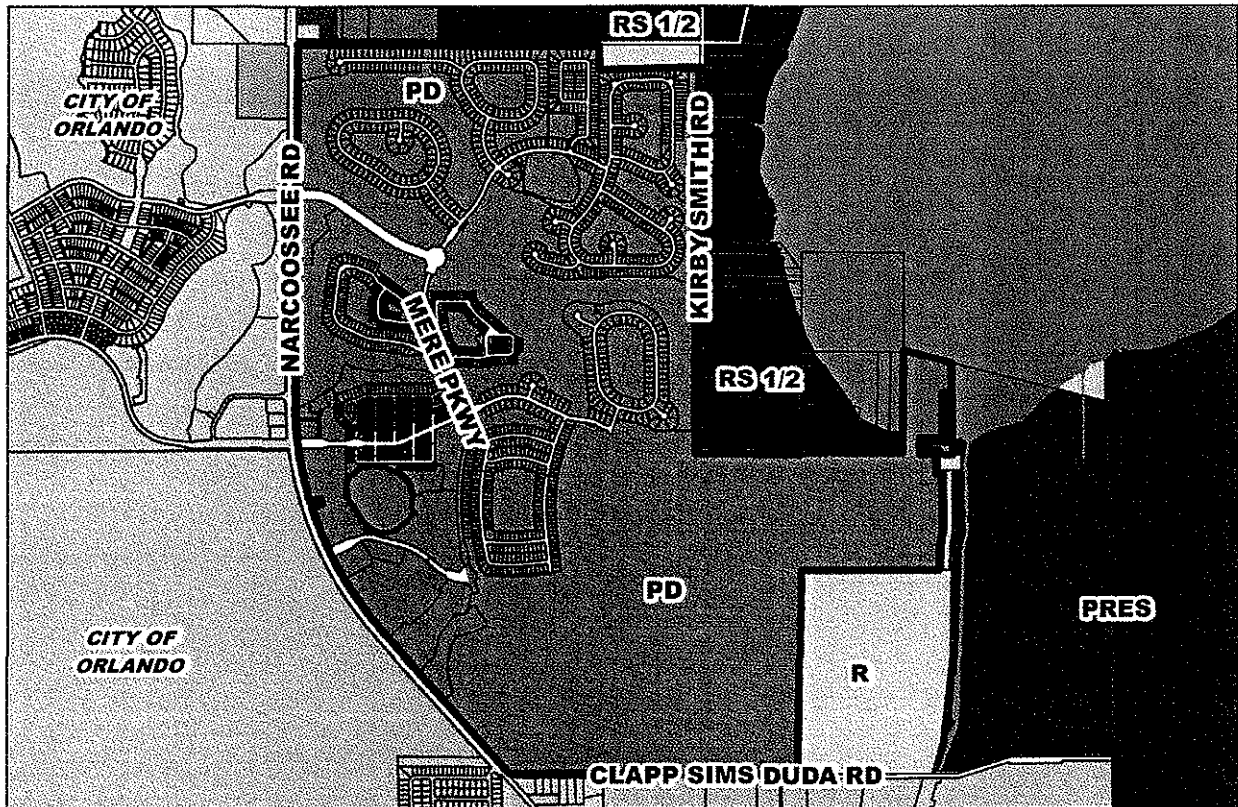 RS 1/2
PD
CITY OF
ORLANDO
NARCOOSSEE RD
KIRBY SMITH RD
MERE PKWY
RS 1/2
PD
PRES
CITY OF
ORLANDO
R
CLAPP SIMS DUDA RD